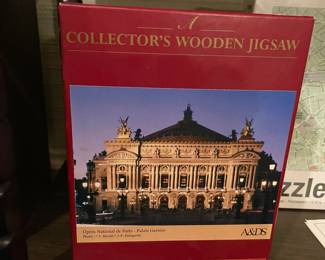 A
COLLECTOR'S WOODEN JIGSAW
Opéra National de Paris - Palais Garnier
A&DS
zzle